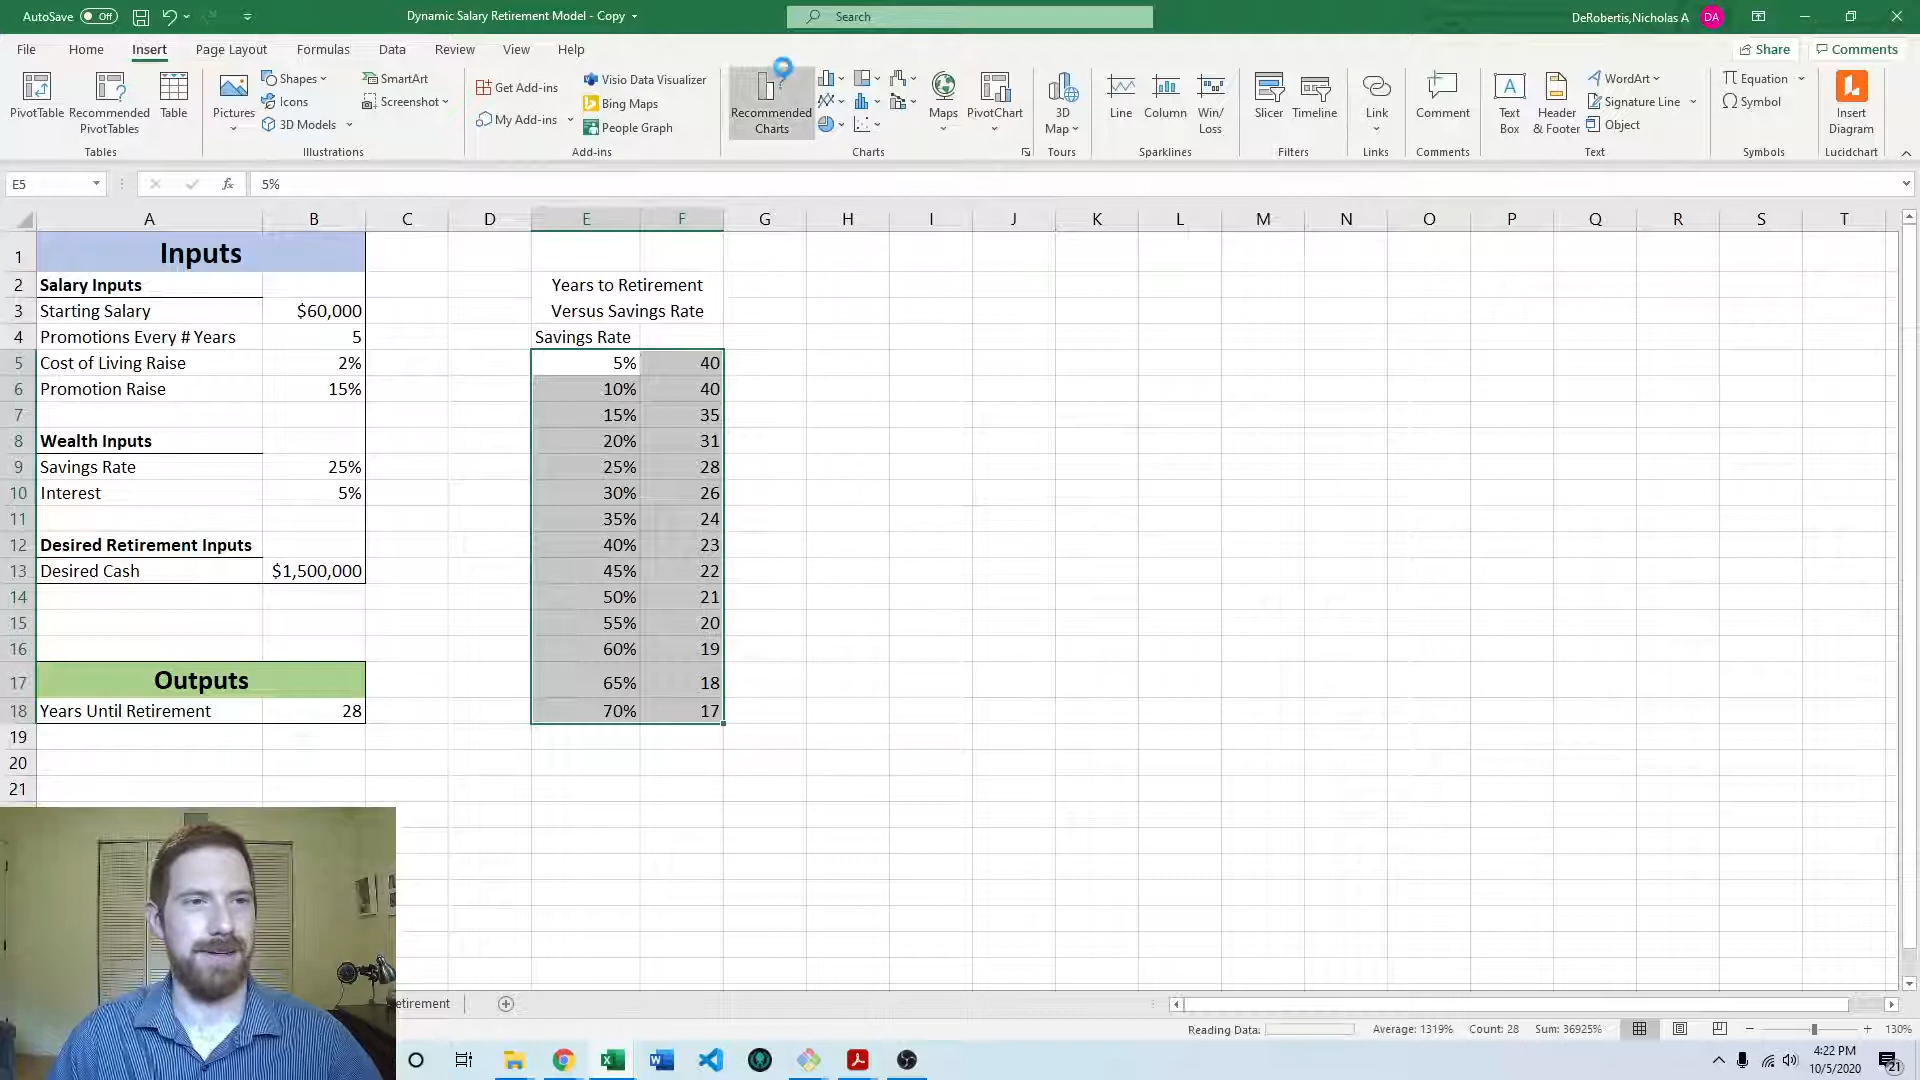 AutoSave Off Dynamic Salary Retirement Model - Copy Search DeRobertis,Nicholas A DA
File Home Insert Page Layout Formulas Data Review View Help Share Comments
PivotTable
Recommended PivotTables
Table
Tables
Pictures
Shapes
Icons
3D Models
SmartArt
Screenshot
Illustrations
Get Add-ins
My Add-ins
Visio Data Visualizer
Bing Maps
People Graph
Add-ins
Recommended Charts
Maps
PivotChart
Charts
3D Map
Tours
Line
Column
Win/Loss
Sparklines
Slicer
Timeline
Filters
Link
Links
Comment
Comments
Text Box
Header & Footer
WordArt
Signature Line
Object
Text
Equation
Symbol
Symbols
Insert Diagram
Lucidchart
E5 fx 5%
A B C D E F G H I J K L M N O P Q R S T
1 Inputs
2 Salary Inputs Years to Retirement
3 Starting Salary $60,000 Versus Savings Rate
4 Promotions Every # Years 5 Savings Rate
5 Cost of Living Raise 2% 5% 40
6 Promotion Raise 15% 10% 40
7 15% 35
8 Wealth Inputs 20% 31
9 Savings Rate 25% 25% 28
10 Interest 5% 30% 26
11 35% 24
12 Desired Retirement Inputs 40% 23
13 Desired Cash $1,500,000 45% 22
14 50% 21
15 55% 20
16 60% 19
17 Outputs 65% 18
18 Years Until Retirement 28 70% 17
19
20
21
etirement
Reading Data: Average: 1319% Count: 28 Sum: 36925% 130%
4:22 PM
10/5/2020
21